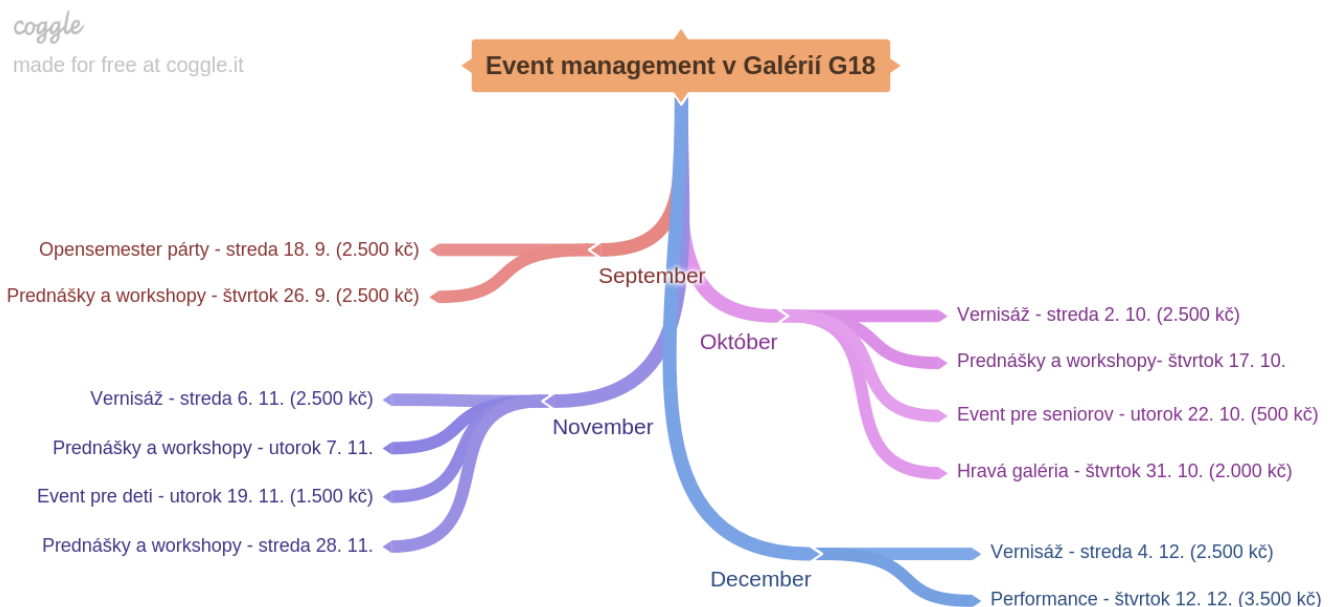 coggle
made for free at coggle.it
Event management v Galérií G18
September
Opensemester párty - streda 18. 9. (2.500 kč)
Prednášky a workshopy - štvrtok 26. 9. (2.500 kč)
Október
Vernisáž - streda 2. 10. (2.500 kč)
Prednášky a workshopy- štvrtok 17. 10.
Event pre seniorov - utorok 22. 10. (500 kč)
Hravá galéria - štvrtok 31. 10. (2.000 kč)
November
Vernisáž - streda 6. 11. (2.500 kč)
Prednášky a workshopy - utorok 7. 11.
Event pre deti - utorok 19. 11. (1.500 kč)
Prednášky a workshopy - streda 28. 11.
December
Vernisáž - streda 4. 12. (2.500 kč)
Performance - štvrtok 12. 12. (3.500 kč)